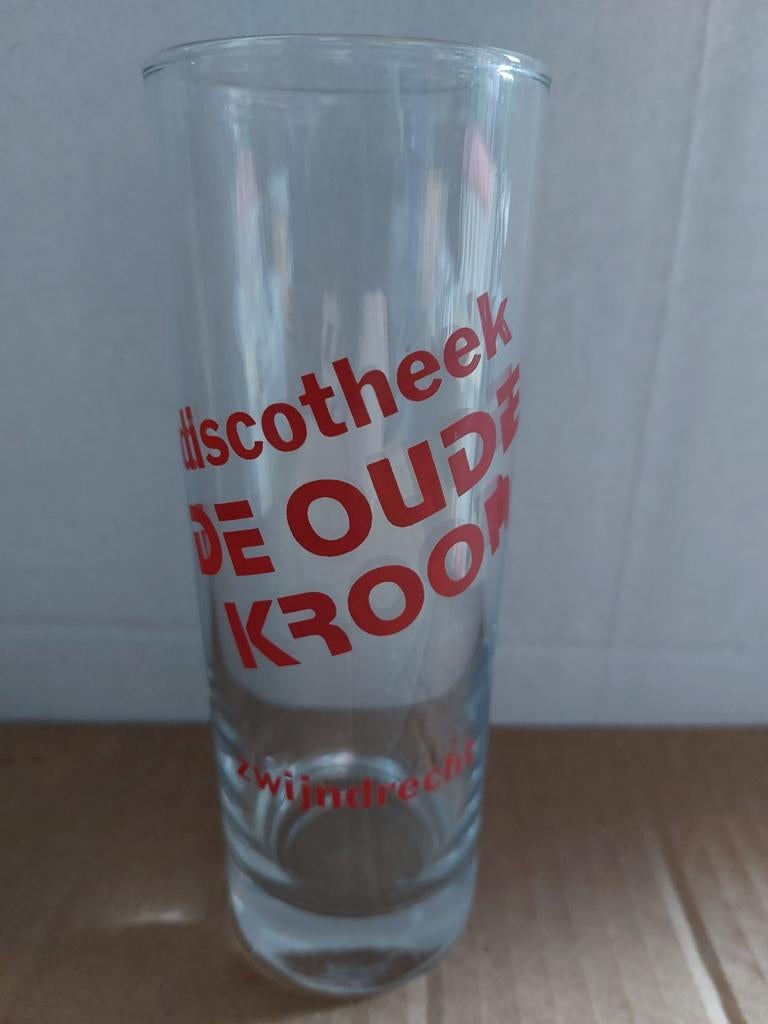 discotheek
DE OUDE
KROON
zwijndrecht